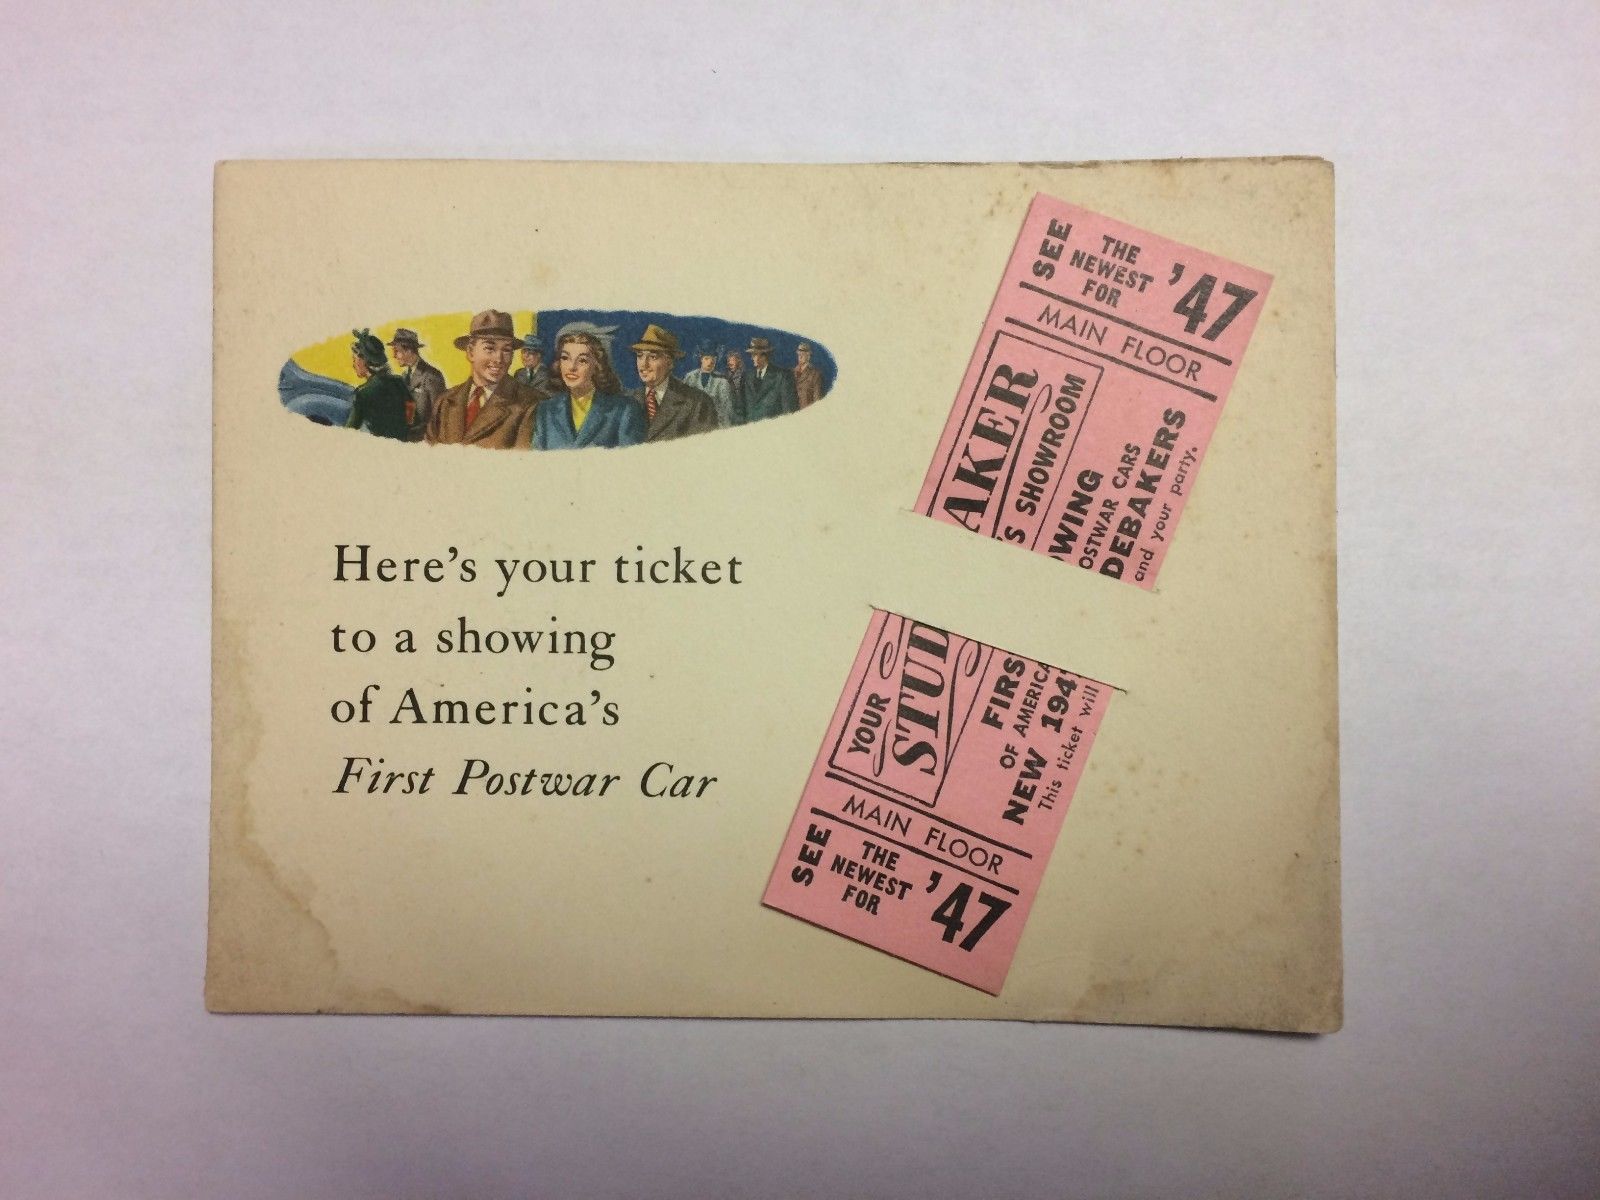 Here's your ticket
to a showing
of America's
First Postwar Car
SEE
THE
NEWEST
FOR
'47
MAIN FLOOR
AKER
S SHOWROOM
WING
OSTWAR CARS
DEBAKERS
and your party.
YOUR
STUD
FIRS
OF AMERICA
NEW 194
This ticket will
MAIN FLOOR
SEE
THE
NEWEST
FOR
'47